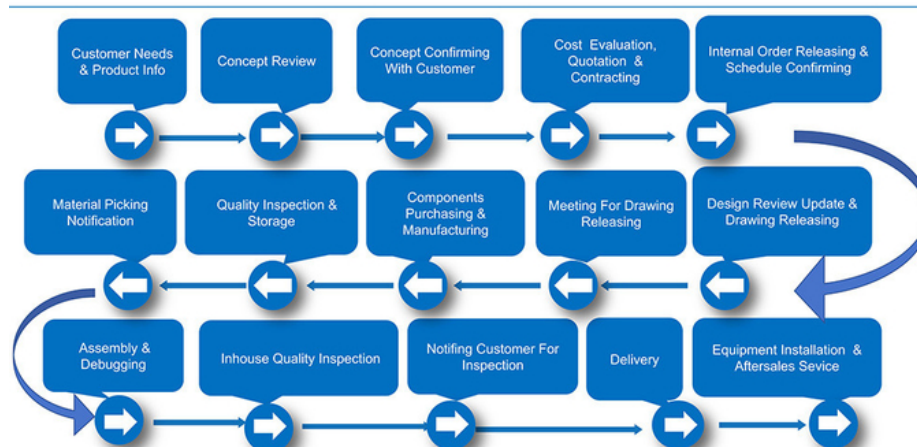 Customer Needs
& Product Info
Concept Review
Concept Confirming
With Customer
Cost Evaluation,
Quotation &
Contracting
Internal Order Releasing &
Schedule Confirming
Material Picking
Notification
Quality Inspection &
Storage
Components
Purchasing &
Manufacturing
Meeting For Drawing
Releasing
Design Review Update &
Drawing Releasing
Assembly &
Debugging
Inhouse Quality Inspection
Notifing Customer For
Inspection
Delivery
Equipment Installation &
Aftersales Sevice